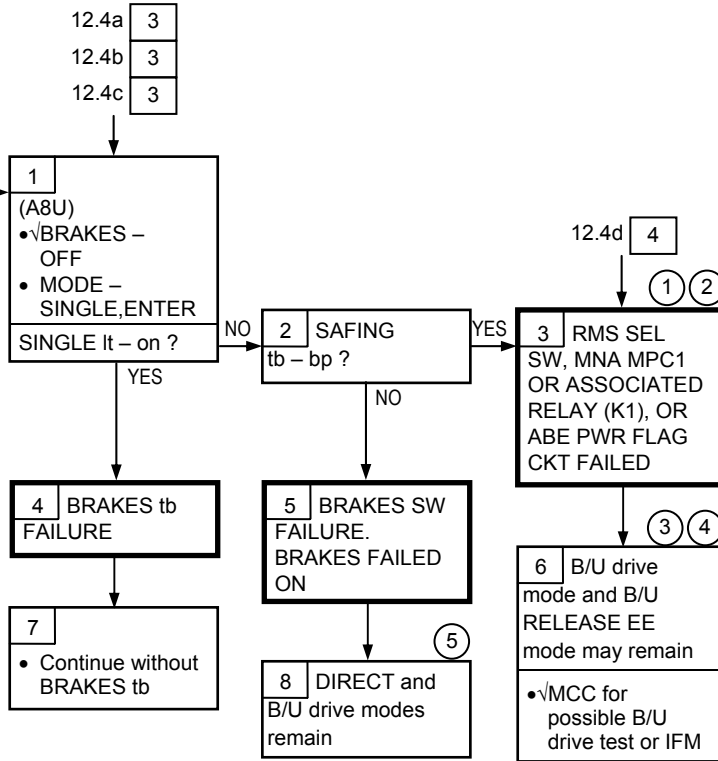 12.4a 3
12.4b 3
12.4c 3
1
(A8U)
•√BRAKES –
OFF
• MODE –
SINGLE,ENTER
SINGLE lt – on ?
NO
YES
2 SAFING
tb – bp ?
YES
NO
12.4d 4
1 2
3 RMS SEL
SW, MNA MPC1
OR ASSOCIATED
RELAY (K1), OR
ABE PWR FLAG
CKT FAILED
4 BRAKES tb
FAILURE
5 BRAKES SW
FAILURE.
BRAKES FAILED
ON
3 4
6 B/U drive
mode and B/U
RELEASE EE
mode may remain
•√MCC for
possible B/U
drive test or IFM
7
• Continue without
BRAKES tb
5
8 DIRECT and
B/U drive modes
remain